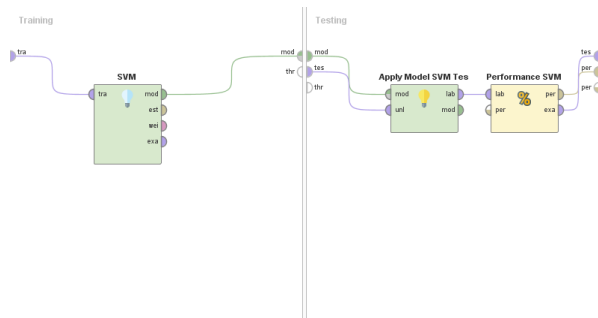 Training
tra
SVM
tra
mod
est
wei
exa
mod
thr
Testing
mod
tes
thr
Apply Model SVM Tes
mod
lab
unl
mod
Performance SVM
lab
per
per
exa
%
tes
per
per